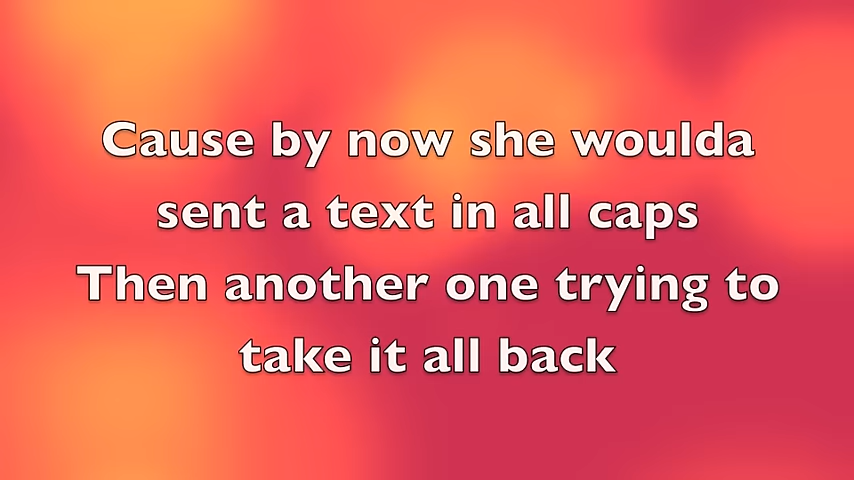 Cause by now she woulda
sent a text in all caps
Then another one trying to
take it all back